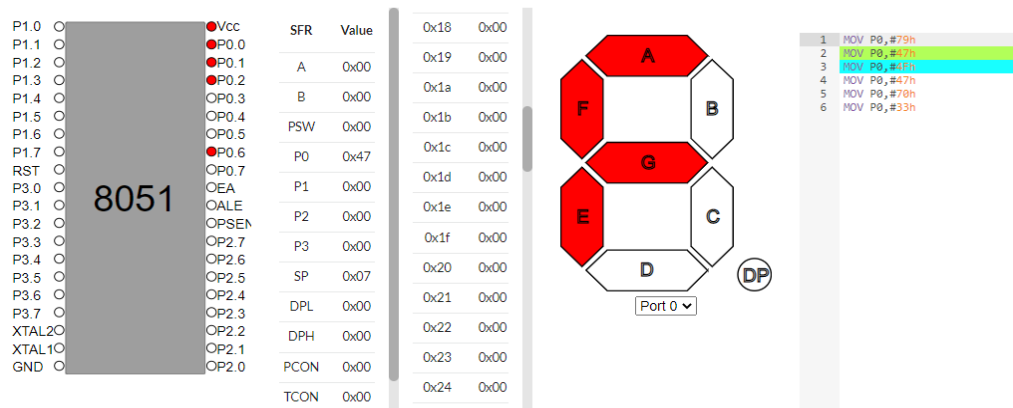 P1.0 Vcc
P1.1 P0.0
P1.2 P0.1
P1.3 P0.2
P1.4 P0.3
P1.5 P0.4
P1.6 P0.5
P1.7 P0.6
RST P0.7
P3.0 EA
P3.1 ALE
P3.2 PSEN
P3.3 P2.7
P3.4 P2.6
P3.5 P2.5
P3.6 P2.4
P3.7 P2.3
XTAL2 P2.2
XTAL1 P2.1
GND P2.0
8051
SFR Value
A 0x00
B 0x00
PSW 0x00
P0 0x47
P1 0x00
P2 0x00
P3 0x00
SP 0x07
DPL 0x00
DPH 0x00
PCON 0x00
TCON 0x00
0x18 0x00
0x19 0x00
0x1a 0x00
0x1b 0x00
0x1c 0x00
0x1d 0x00
0x1e 0x00
0x1f 0x00
0x20 0x00
0x21 0x00
0x22 0x00
0x23 0x00
0x24 0x00
A
F B
G
E C
D
DP
Port 0
1 MOV P0,#79h
2 MOV P0,#47h
3 MOV P0,#4Fh
4 MOV P0,#47h
5 MOV P0,#70h
6 MOV P0,#33h